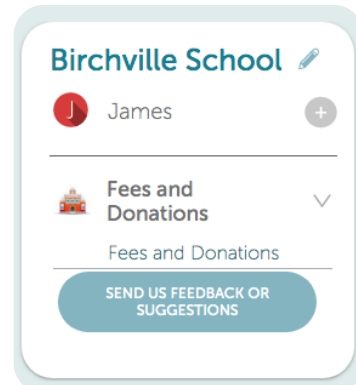 Birchville School
J
James
Fees and
Donations
Fees and Donations
SEND US FEEDBACK OR
SUGGESTIONS